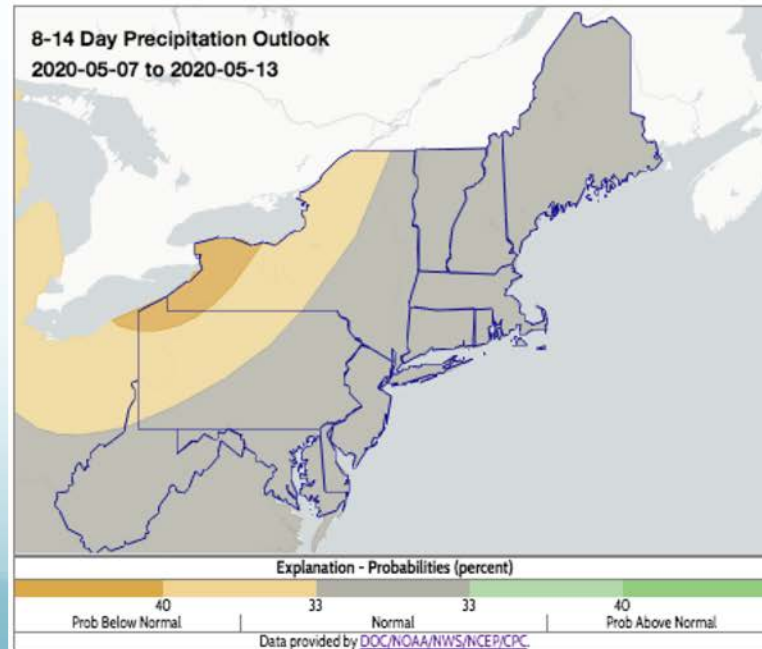 8-14 Day Precipitation Outlook
2020-05-07 to 2020-05-13
Explanation - Probabilities (percent)
40 33 33 40
Prob Below Normal Normal Prob Above Normal
Data provided by DOC/NOAA/NWS/NCEP/CPC.